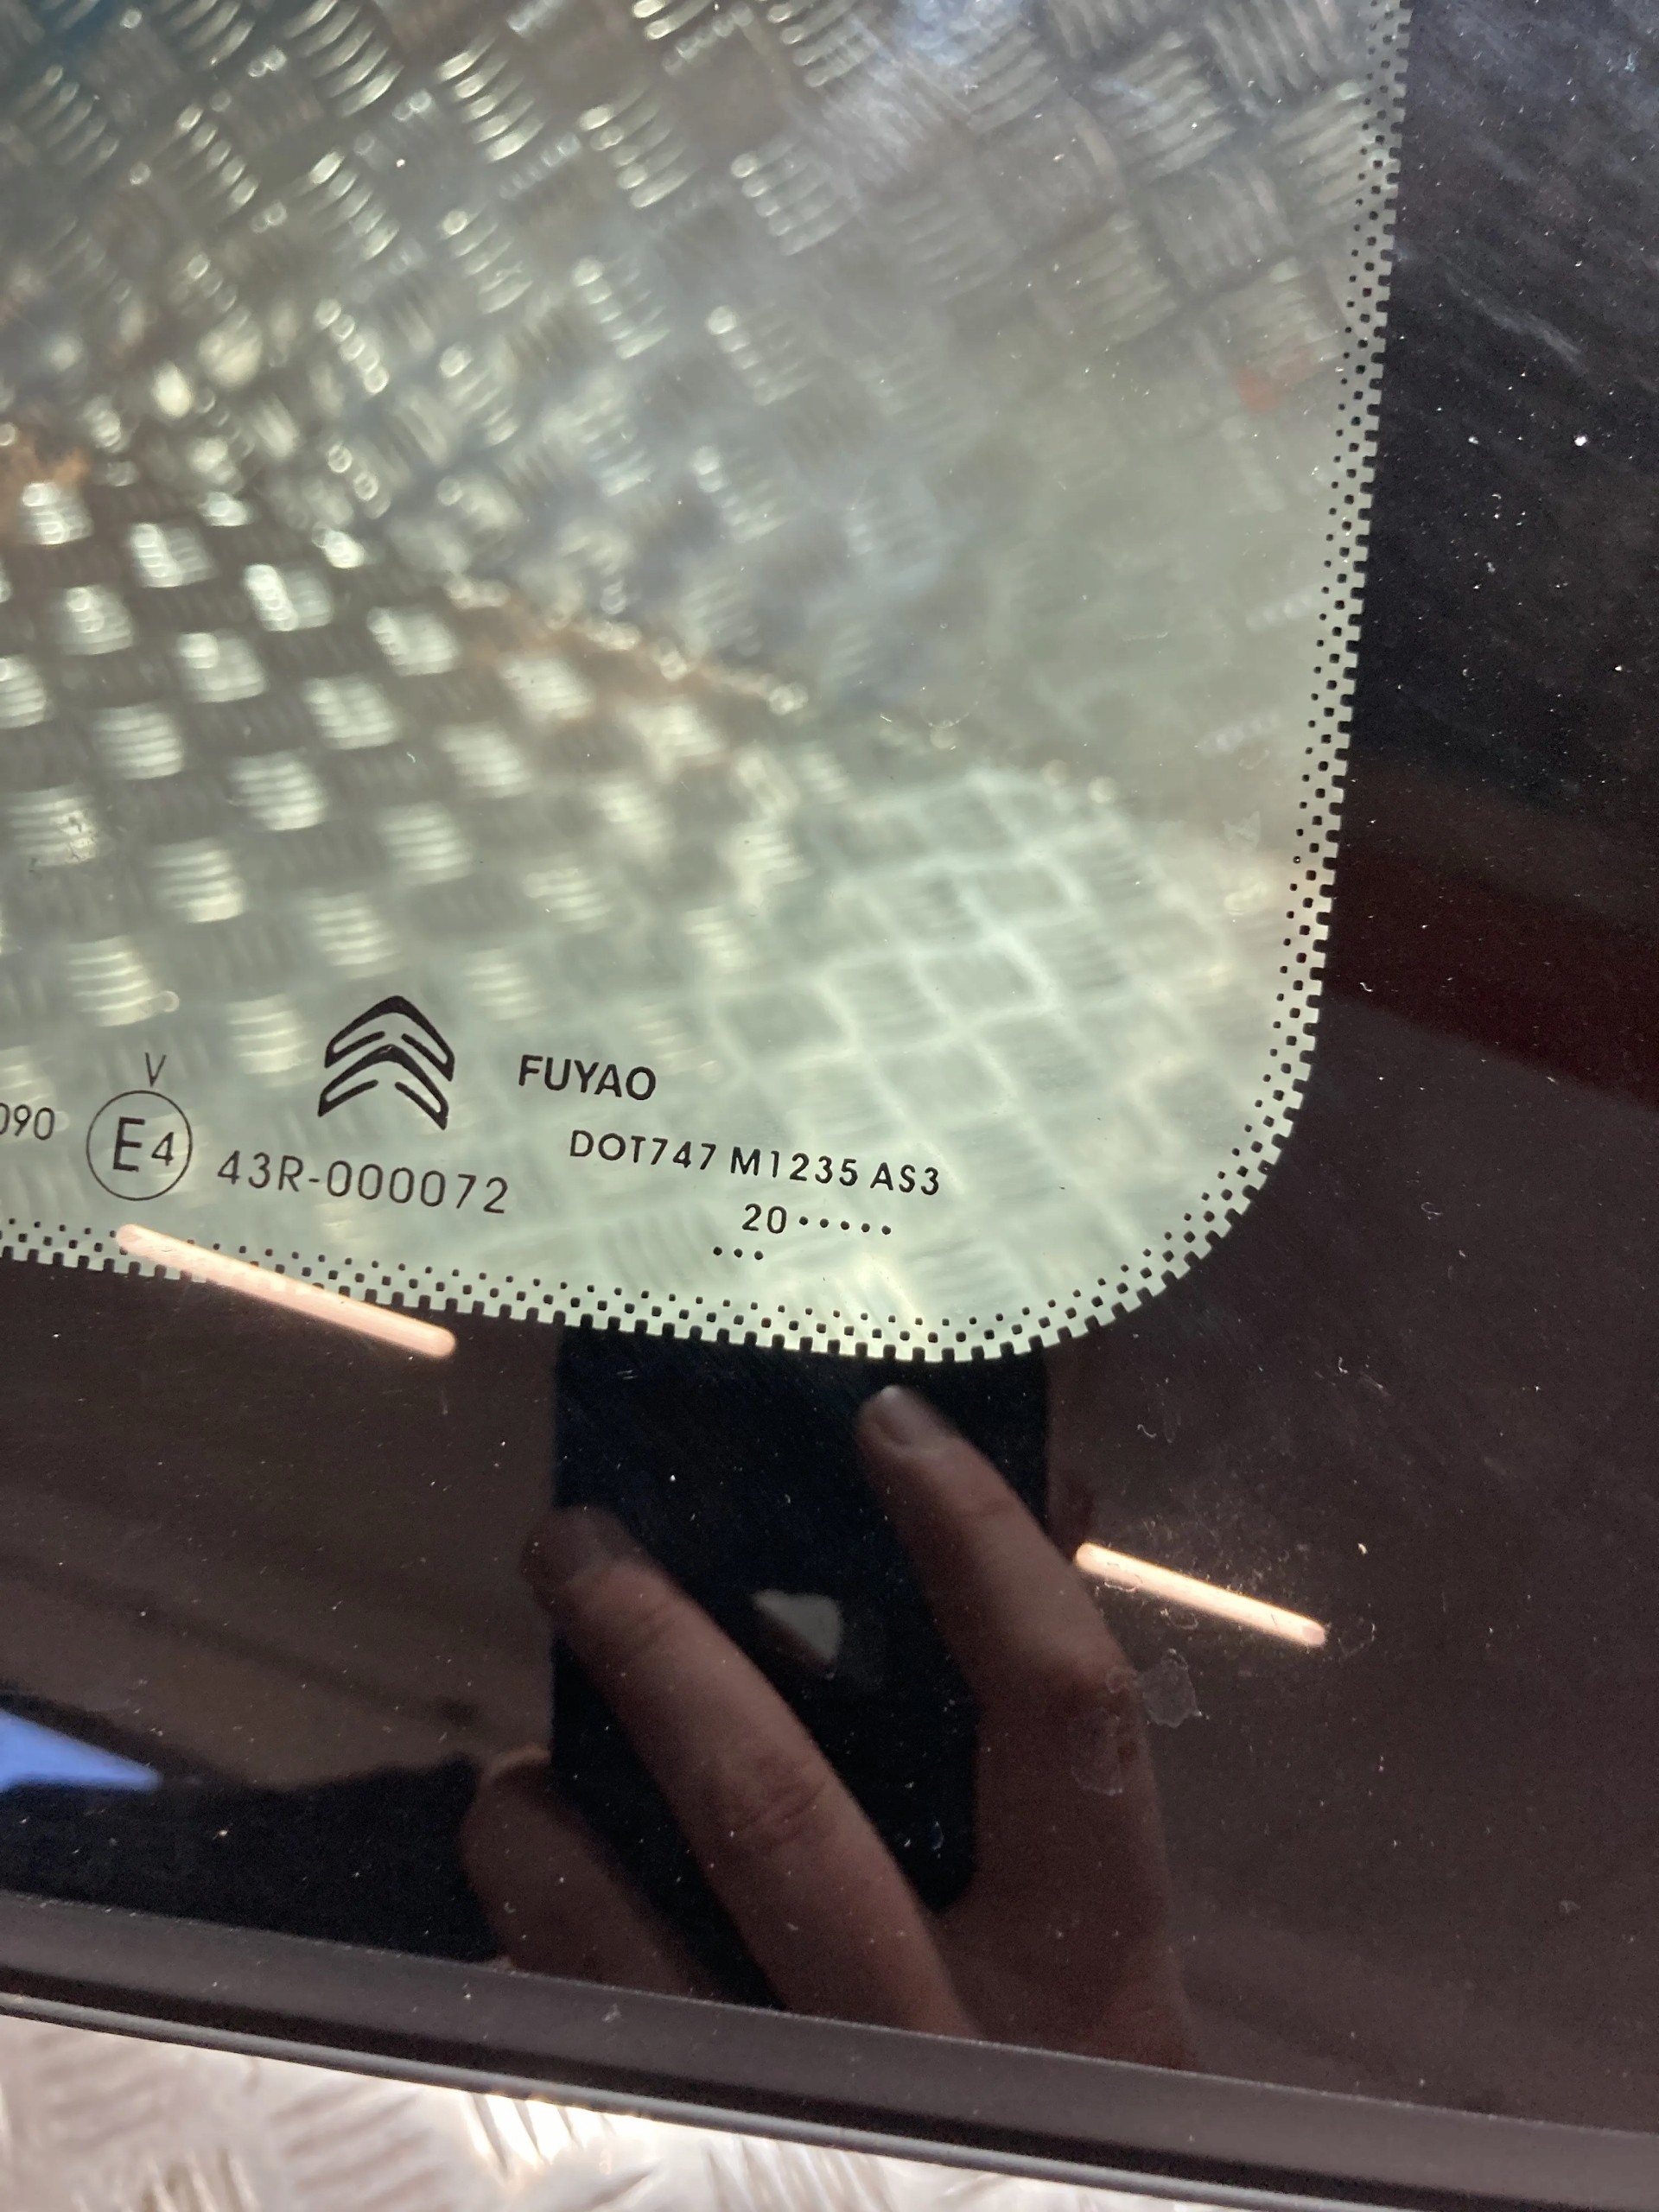 FUYAO
V
090
E4
43R-000072
DOT747 M1235 AS3
20•••••
•••